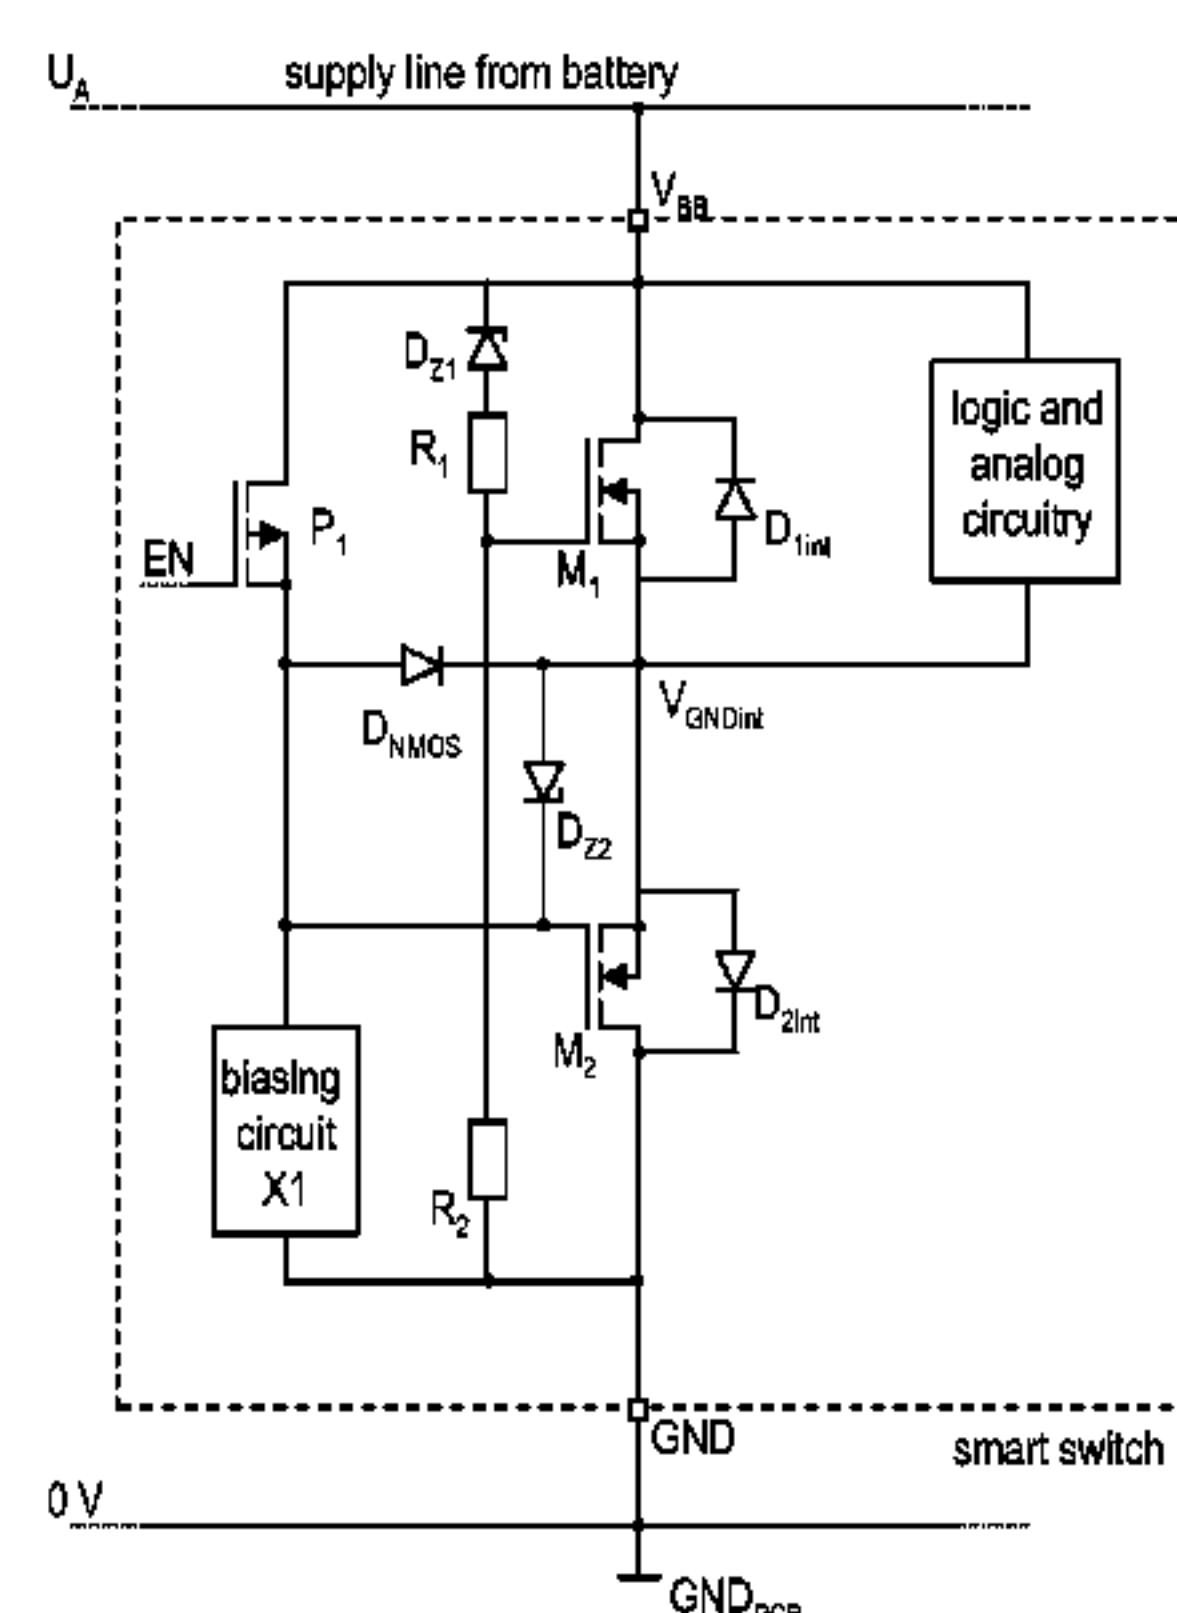 U_A supply line from battery
V_BB
D_Z1
R_1
logic and
analog
circuitry
EN
P_1
M_1
D_1int
D_NMOS
V_GNDint
D_Z2
M_2
D_2int
biasing
circuit
X1
R_2
GND
smart switch
0 V
GND